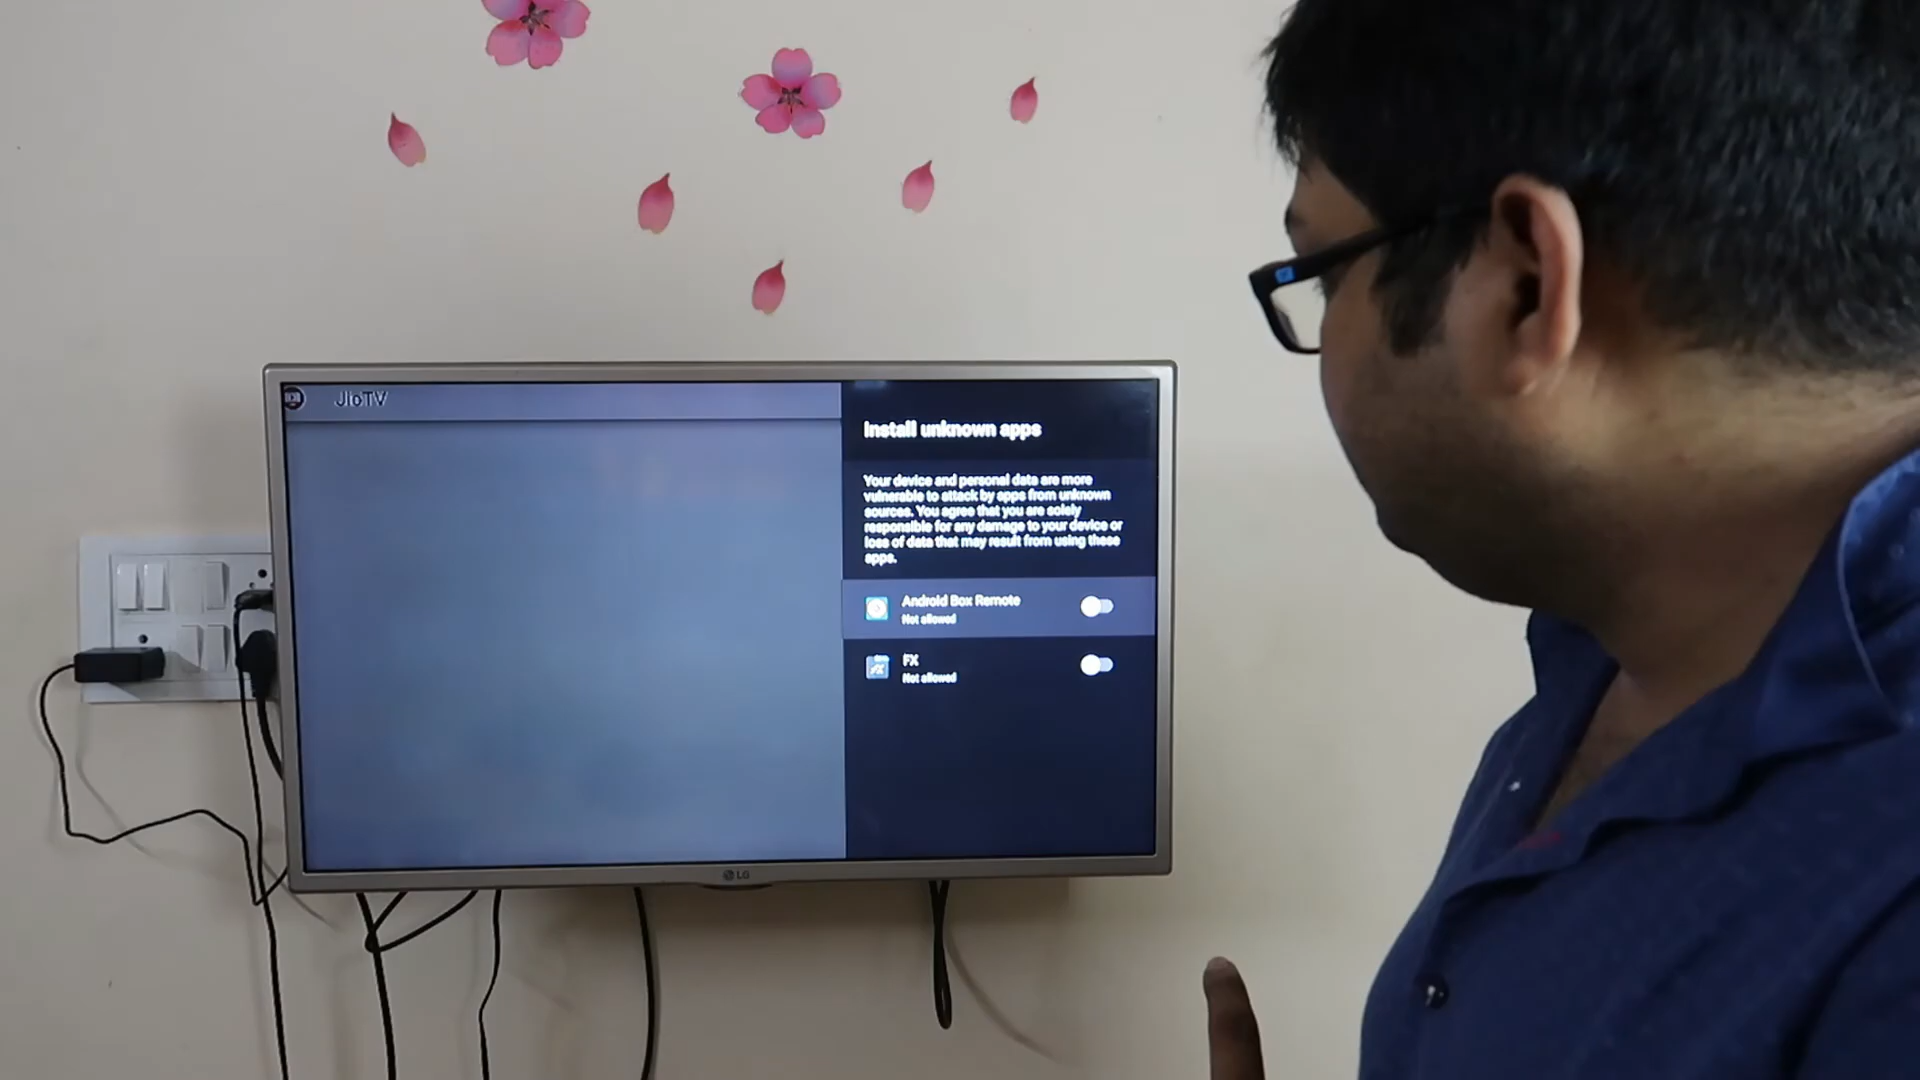 JioTV
Install unknown apps
Your device and personal data are more
vulnerable to attack by apps from unknown
sources. You agree that you are solely
responsible for any damage to your device or
loss of data that may result from using these
apps.
Android Box Remote
Not allowed
FX
Not allowed
LG